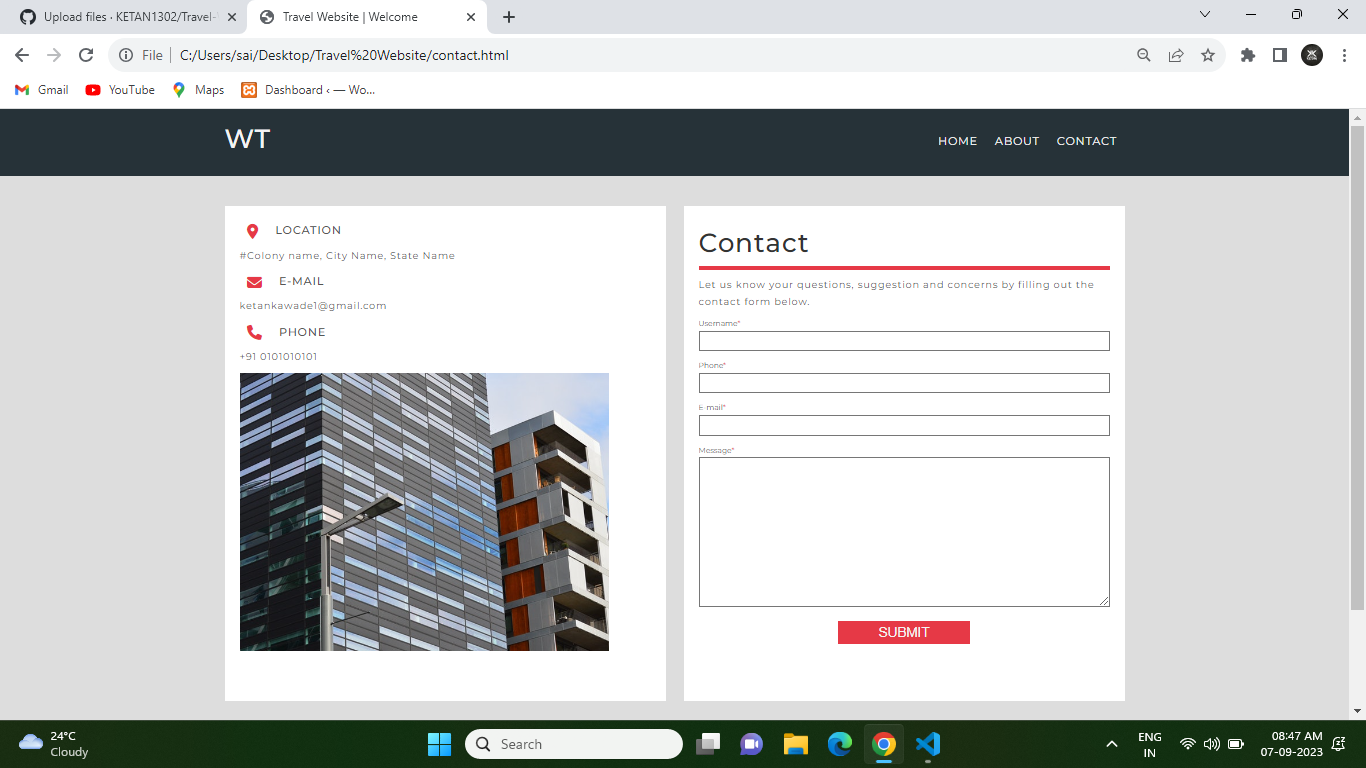 Upload files · KETAN1302/Travel-
Travel Website | Welcome
File
C:/Users/sai/Desktop/Travel%20Website/contact.html
Gmail
YouTube
Maps
Dashboard ‹ — Wo...
WT
HOME ABOUT CONTACT
LOCATION
#Colony name, City Name, State Name
E-MAIL
ketankawade1@gmail.com
PHONE
+91 0101010101
Contact
Let us know your questions, suggestion and concerns by filling out the
contact form below.
Username*
Phone*
E-mail*
Message*
SUBMIT
24°C
Cloudy
Search
ENG
IN
08:47 AM
07-09-2023